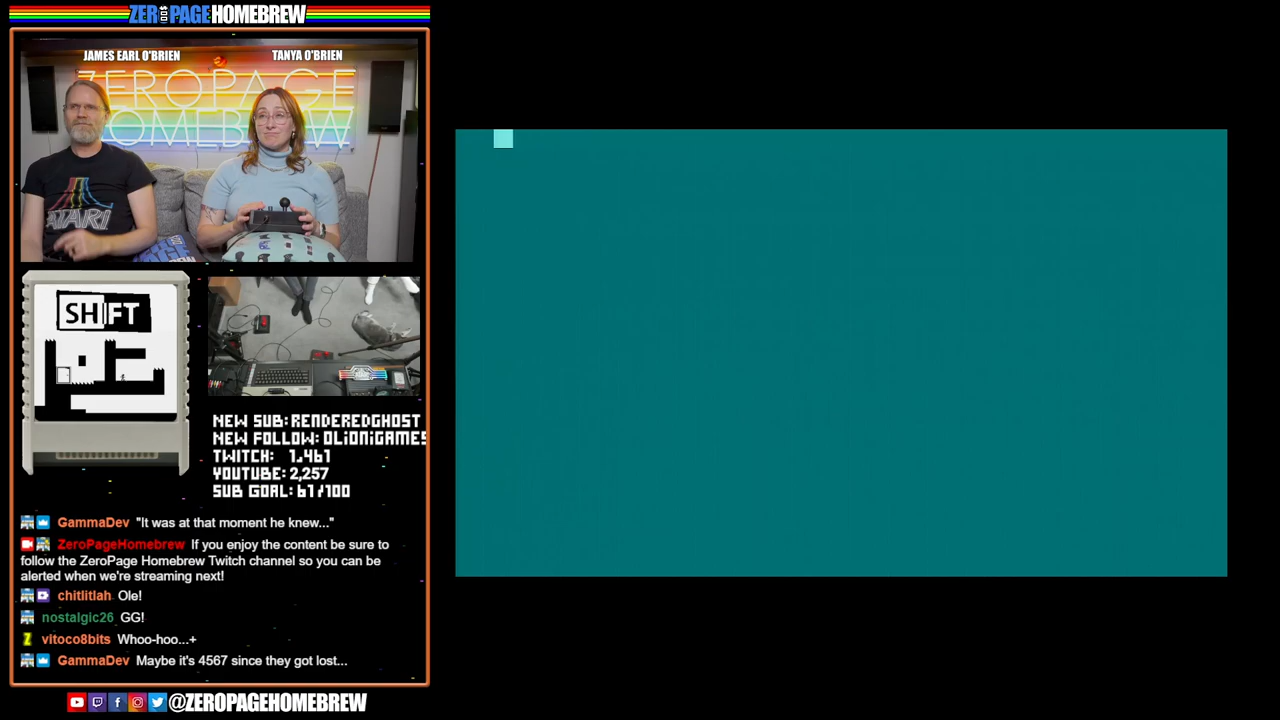 ZEROPAGE HOMEBREW
JAMES EARL O'BRIEN
TANYA O'BRIEN
ZEROPAGE
HOMEBREW
ATARI
SHIFT
NEW SUB: RENDEREDGHOST
NEW FOLLOW: OLIONIGAMES
TWITCH: 1,461
YOUTUBE: 2,257
SUB GOAL: 67/100
GammaDev "It was at that moment he knew..."
ZeroPageHomebrew If you enjoy the content be sure to
follow the ZeroPage Homebrew Twitch channel so you can be
alerted when we're streaming next!
chitlitlah Ole!
nostalgic26 GG!
vitoco8bits Whoo-hoo...+
GammaDev Maybe it's 4567 since they got lost...
@ZEROPAGEHOMEBREW